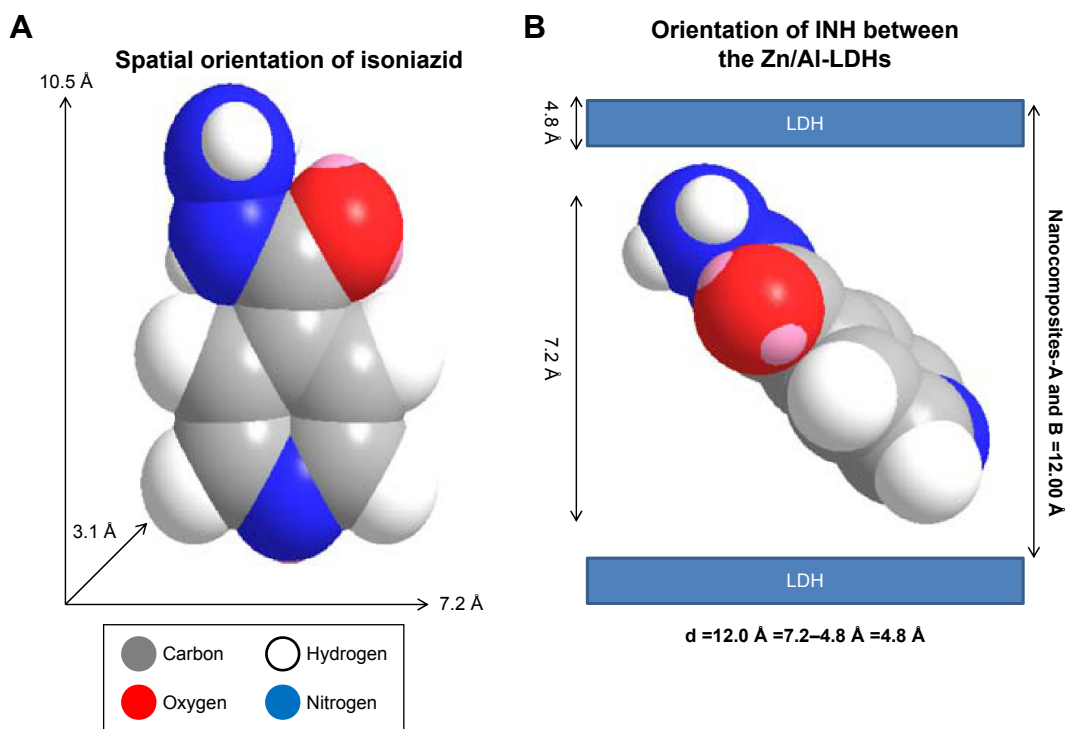 A
Spatial orientation of isoniazid
10.5 Å
3.1 Å
7.2 Å
Carbon
Hydrogen
Oxygen
Nitrogen
B
Orientation of INH between
the Zn/Al-LDHs
4.8 Å
LDH
7.2 Å
Nanocomposites-A and B =12.00 Å
LDH
d =12.0 Å =7.2–4.8 Å =4.8 Å